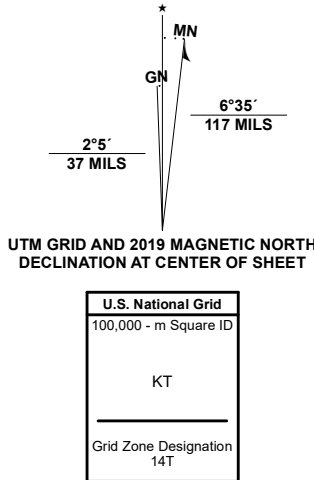 ★
MN
GN
6°35´
117 MILS
2°5´
37 MILS
UTM GRID AND 2019 MAGNETIC NORTH
DECLINATION AT CENTER OF SHEET
U.S. National Grid
100,000 - m Square ID
KT
Grid Zone Designation
14T